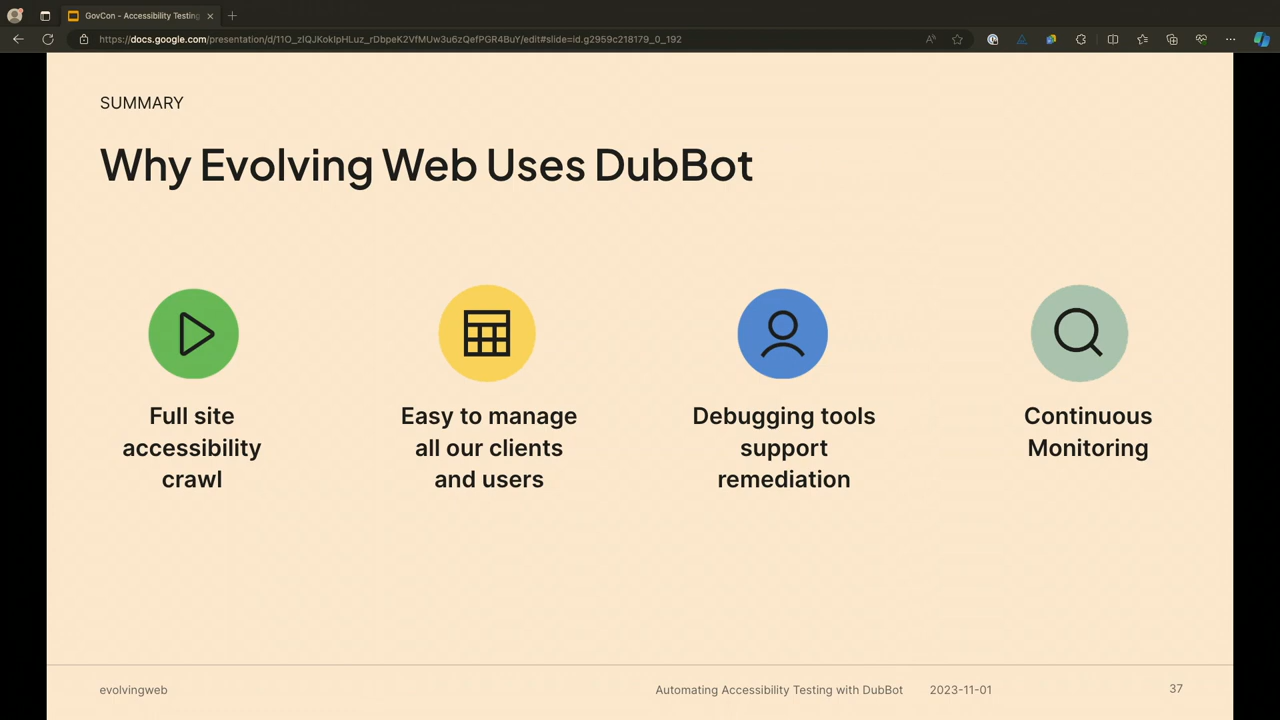 GovCon - Accessibility Testing
https://docs.google.com/presentation/d/11O_zIQJKokIpHLuz_rDbpeK2VfMUw3u6zQefPGR4BuY/edit#slide=id.g2959c218179_0_192
SUMMARY
Why Evolving Web Uses DubBot
Full site
accessibility
crawl
Easy to manage
all our clients
and users
Debugging tools
support
remediation
Continuous
Monitoring
evolvingweb
Automating Accessibility Testing with DubBot
2023-11-01
37